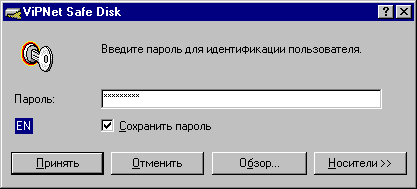 ViPNet Safe Disk
Введите пароль для идентификации пользователя.
Пароль: *********
EN Сохранить пароль
Принять Отменить Обзор... Носители >>